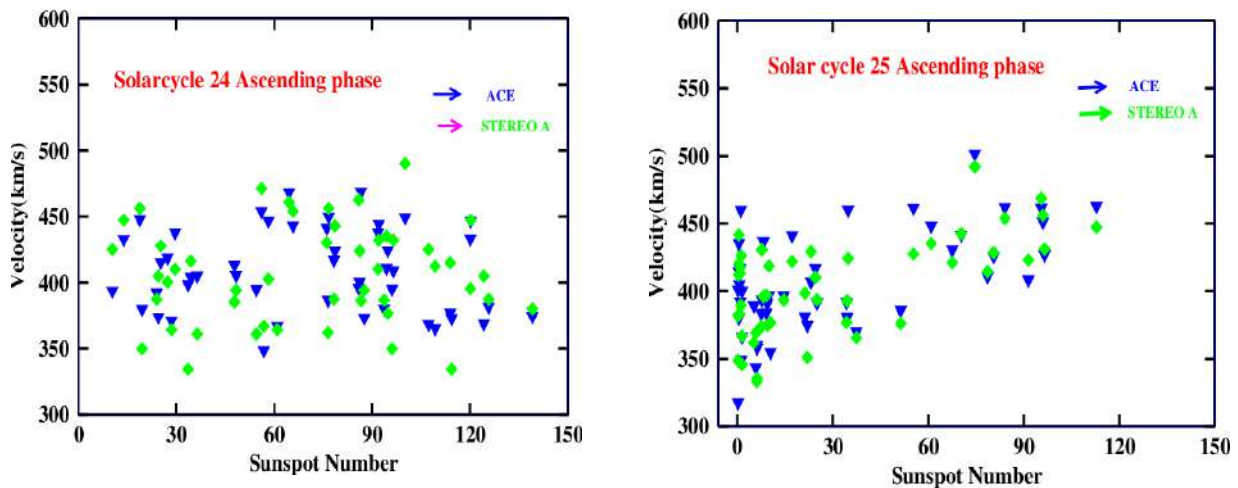 600
550
500
450
400
350
300
Velocity(km/s)
Solarcycle 24 Ascending phase
ACE
STEREO A
0 30 60 90 120 150
Sunspot Number
600
550
500
450
400
350
300
Velocity(km/s)
Solar cycle 25 Ascending phase
ACE
STEREO A
0 30 60 90 120 150
Sunspot Number